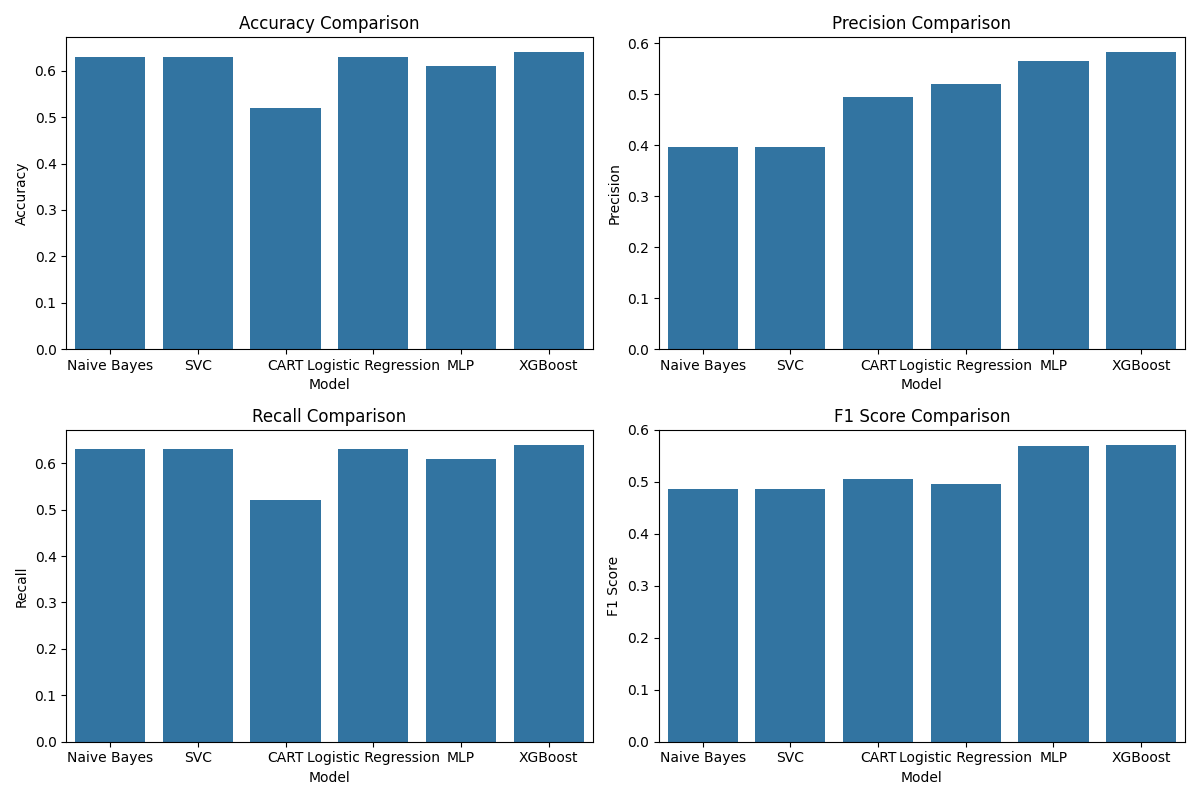 Accuracy Comparison
0.6
0.5
0.4
0.3
0.2
0.1
0.0
Accuracy
Naive Bayes SVC CART Logistic Regression MLP XGBoost
Model
Precision Comparison
0.6
0.5
0.4
0.3
0.2
0.1
0.0
Precision
Naive Bayes SVC CART Logistic Regression MLP XGBoost
Model
Recall Comparison
0.6
0.5
0.4
0.3
0.2
0.1
0.0
Recall
Naive Bayes SVC CART Logistic Regression MLP XGBoost
Model
F1 Score Comparison
0.6
0.5
0.4
0.3
0.2
0.1
0.0
F1 Score
Naive Bayes SVC CART Logistic Regression MLP XGBoost
Model